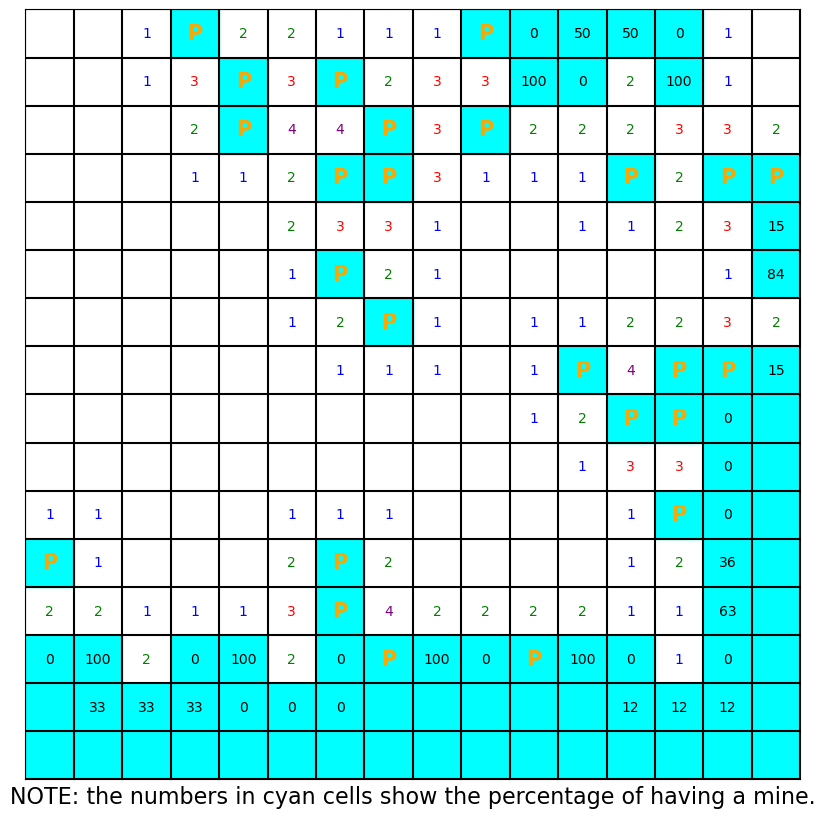 1 P 2 2 1 1 1 P 0 50 50 0 1
1 3 P 3 P 2 3 3 100 0 2 100 1
2 P 4 4 P 3 P 2 2 2 3 3 2
1 1 2 P P 3 1 1 1 P 2 P P
2 3 3 1 1 1 2 3 15
1 P 2 1 1 84
1 2 P 1 1 1 2 2 3 2
1 1 1 1 P 4 P P 15
1 2 P P 0
1 3 3 0
1 1 1 1 1 1 P 0
P 1 2 P 2 1 2 36
2 2 1 1 1 3 P 4 2 2 2 2 1 1 63
0 100 2 0 100 2 0 P 100 0 P 100 0 1 0
33 33 33 0 0 0 12 12 12
NOTE: the numbers in cyan cells show the percentage of having a mine.